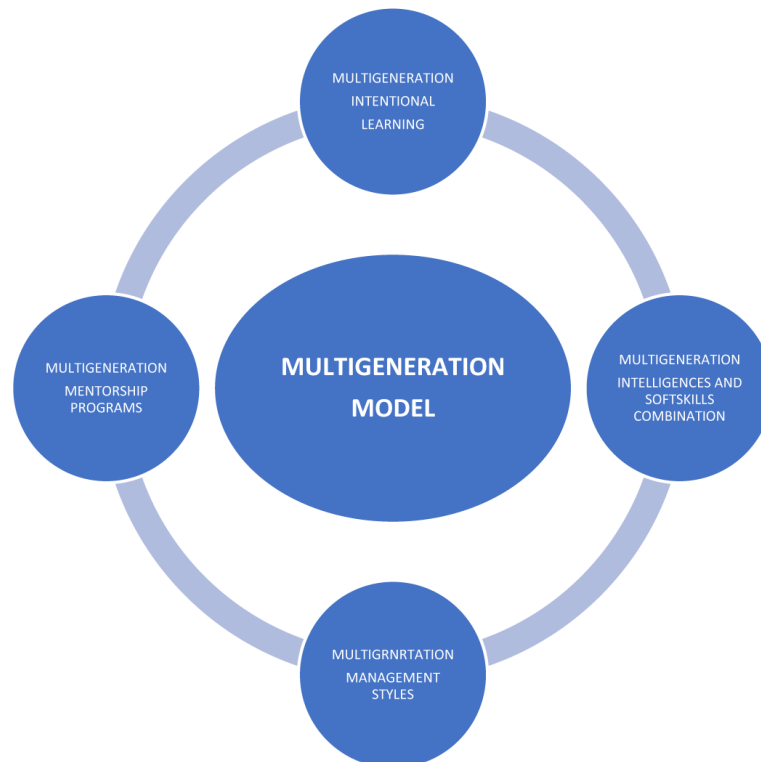 MULTIGENERATION
INTENTIONAL
LEARNING
MULTIGENERATION
MENTORSHIP
PROGRAMS
MULTIGENERATION
MODEL
MULTIGENERATION
INTELLIGENCES AND
SOFTSKILLS
COMBINATION
MULTIGRNRTATION
MANAGEMENT
STYLES